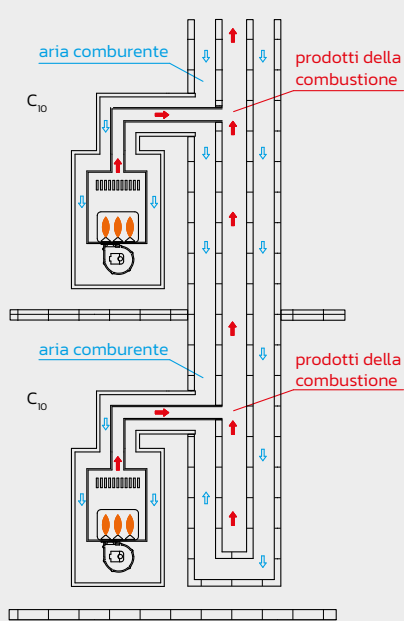 aria comburente
prodotti della
combustione
C₁₀
aria comburente
prodotti della
combustione
C₁₀